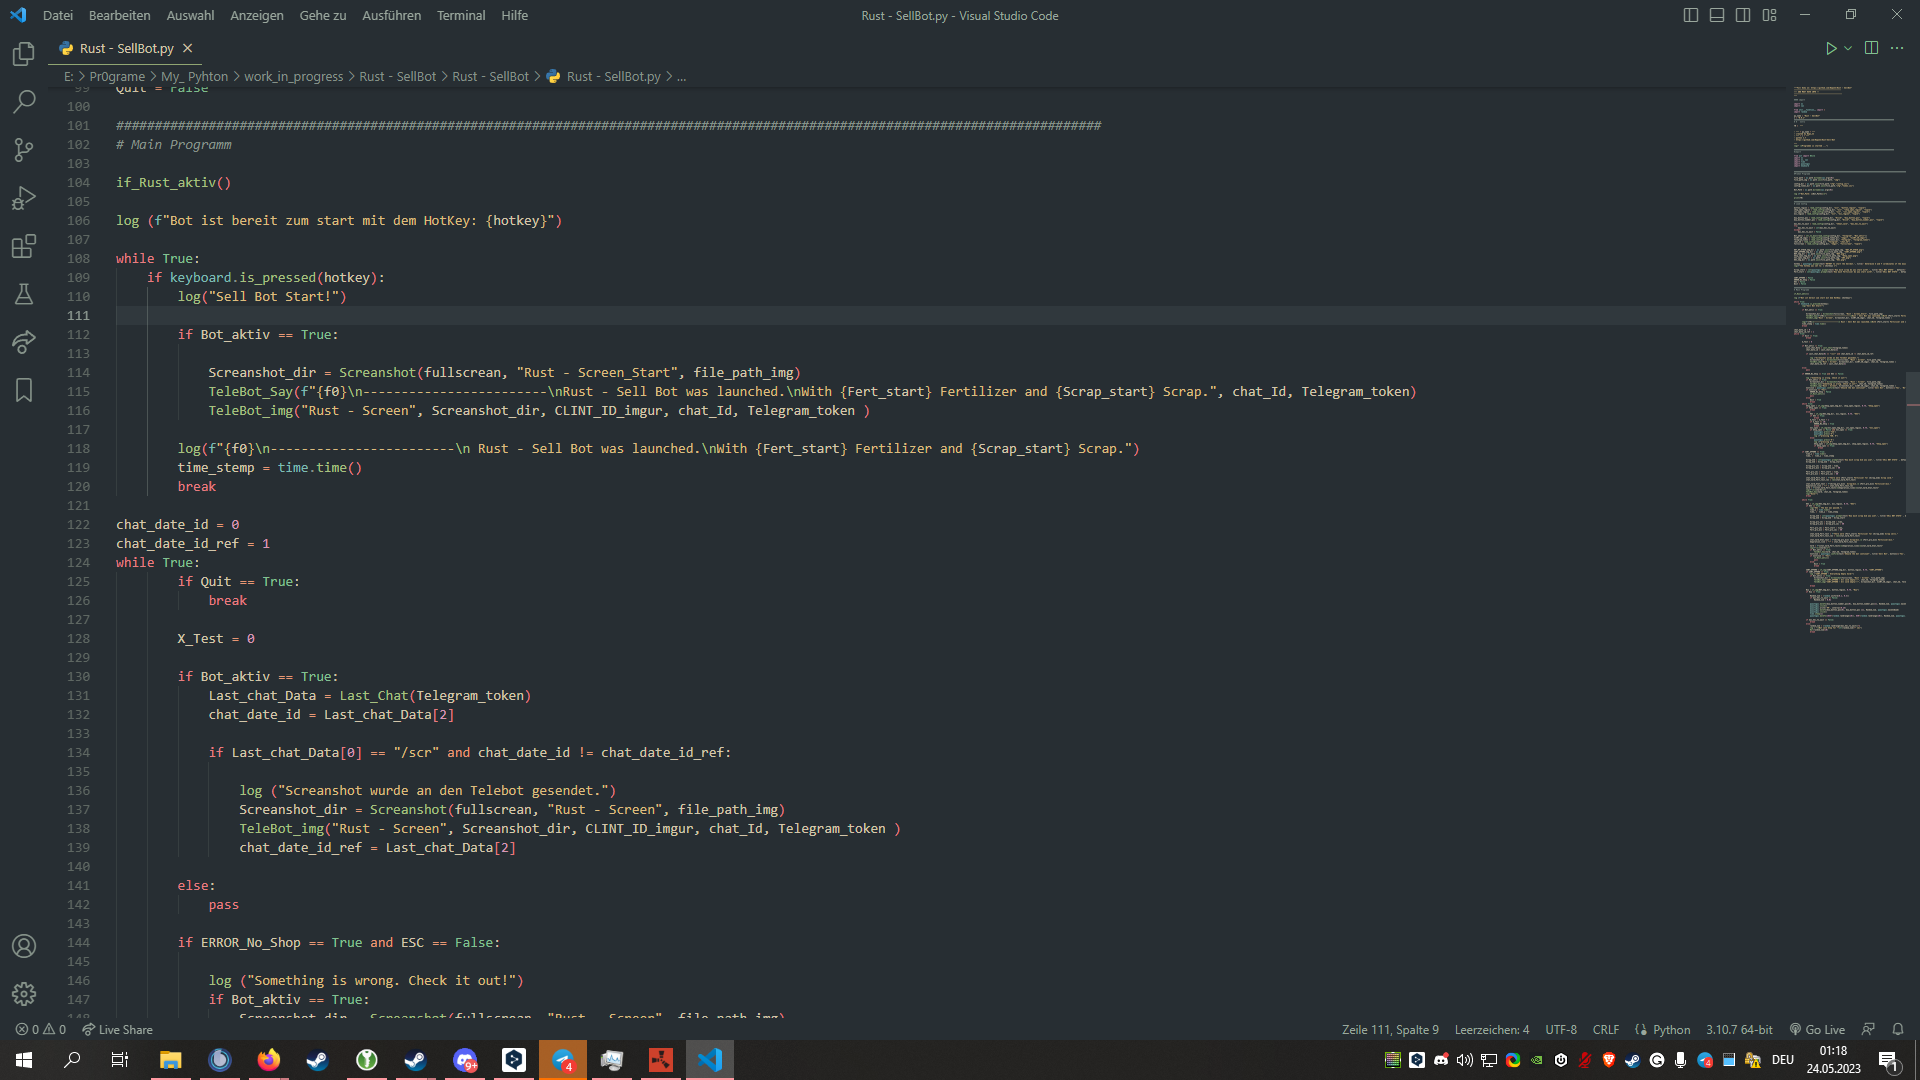 Datei Bearbeiten Auswahl Anzeigen Gehe zu Ausführen Terminal Hilfe Rust - SellBot.py - Visual Studio Code
Rust - SellBot.py
E: > Pr0grame > My_ Pyhton > work_in_progress > Rust - SellBot > Rust - SellBot > Rust - SellBot.py > ...
99 Quit = False
100
101 ################################################################################################################################
102 # Main Programm
103
104 if_Rust_aktiv()
105
106 log (f"Bot ist bereit zum start mit dem HotKey: {hotkey}")
107
108 while True:
109     if keyboard.is_pressed(hotkey):
110         log("Sell Bot Start!")
111
112         if Bot_aktiv == True:
113
114             Screanshot_dir = Screanshot(fullscrean, "Rust - Screen_Start", file_path_img)
115             TeleBot_Say(f"{f0}\n------------------------\nRust - Sell Bot was launched.\nWith {Fert_start} Fertilizer and {Scrap_start} Scrap.", chat_Id, Telegram_token)
116             TeleBot_img("Rust - Screen", Screanshot_dir, CLINT_ID_imgur, chat_Id, Telegram_token )
117
118         log(f"{f0}\n------------------------\n Rust - Sell Bot was launched.\nWith {Fert_start} Fertilizer and {Scrap_start} Scrap.")
119         time_stemp = time.time()
120         break
121
122 chat_date_id = 0
123 chat_date_id_ref = 1
124 while True:
125         if Quit == True:
126             break
127
128         X_Test = 0
129
130         if Bot_aktiv == True:
131             Last_chat_Data = Last_Chat(Telegram_token)
132             chat_date_id = Last_chat_Data[2]
133
134             if Last_chat_Data[0] == "/scr" and chat_date_id != chat_date_id_ref:
135
136                 log ("Screanshot wurde an den Telebot gesendet.")
137                 Screanshot_dir = Screanshot(fullscrean, "Rust - Screen", file_path_img)
138                 TeleBot_img("Rust - Screen", Screanshot_dir, CLINT_ID_imgur, chat_Id, Telegram_token )
139                 chat_date_id_ref = Last_chat_Data[2]
140
141         else:
142             pass
143
144         if ERROR_No_Shop == True and ESC == False:
145
146             log ("Something is wrong. Check it out!")
147             if Bot_aktiv == True:
148                 Screanshot_dir = Screanshot(fullscrean, "Rust - Screen", file_path_img)
0 0 Live Share Zeile 111, Spalte 9 Leerzeichen: 4 UTF-8 CRLF Python 3.10.7 64-bit Go Live
9+ 4 DEU 01:18
24.05.2023 1